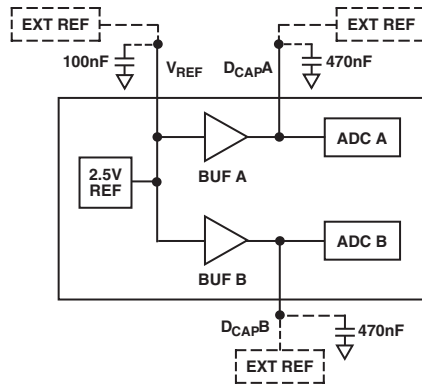 EXT REF
EXT REF
100nF
VREF
DCAPA
470nF
ADC A
2.5V
REF
BUF A
ADC B
BUF B
DCAPB
470nF
EXT REF